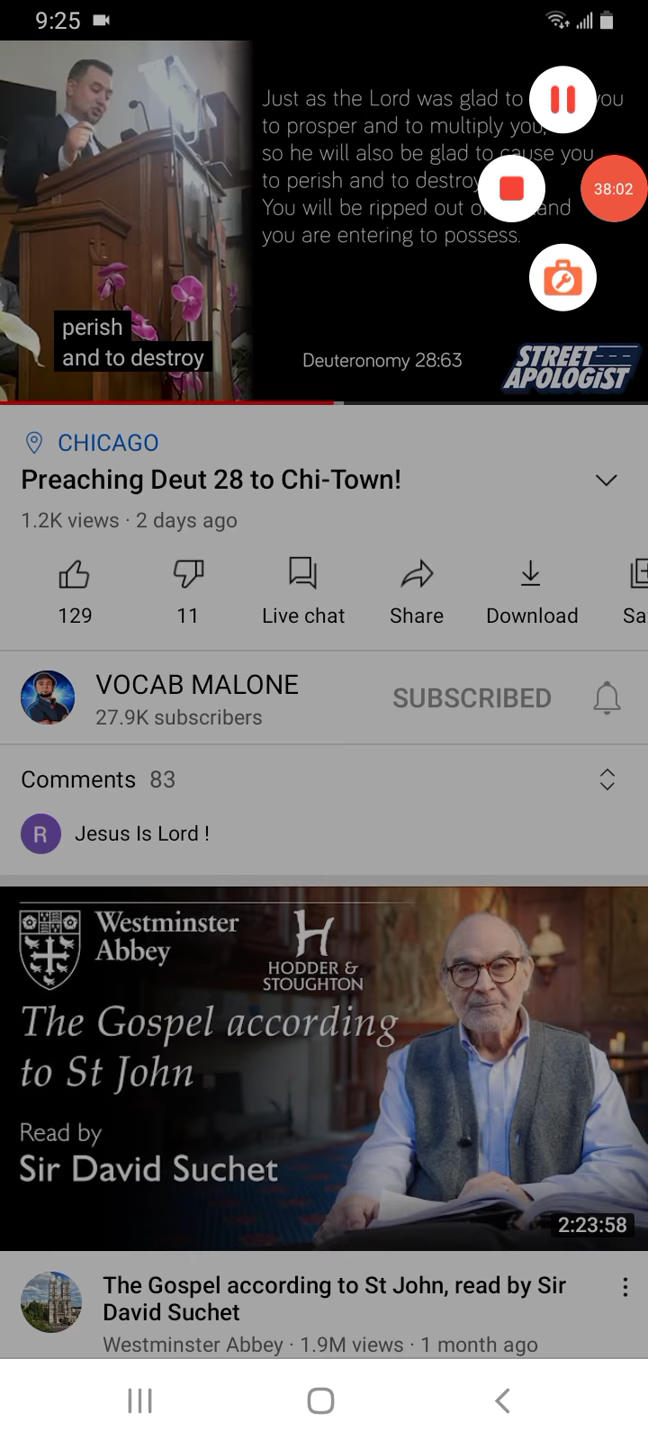 9:25
Just as the Lord was glad to you
to prosper and to multiply you,
so he will also be glad to cause you
to perish and to destroy
You will be ripped out and
you are entering to possess.
38:02
perish
and to destroy
Deuteronomy 28:63
STREET
APOLOGIST
CHICAGO
Preaching Deut 28 to Chi-Town!
1.2K views · 2 days ago
129
11
Live chat
Share
Download
Sa
VOCAB MALONE
27.9K subscribers
SUBSCRIBED
Comments 83
R
Jesus Is Lord !
Westminster
Abbey
HODDER &
STOUGHTON
The Gospel according
to St John
Read by
Sir David Suchet
2:23:58
The Gospel according to St John, read by Sir
David Suchet
Westminster Abbey · 1.9M views · 1 month ago